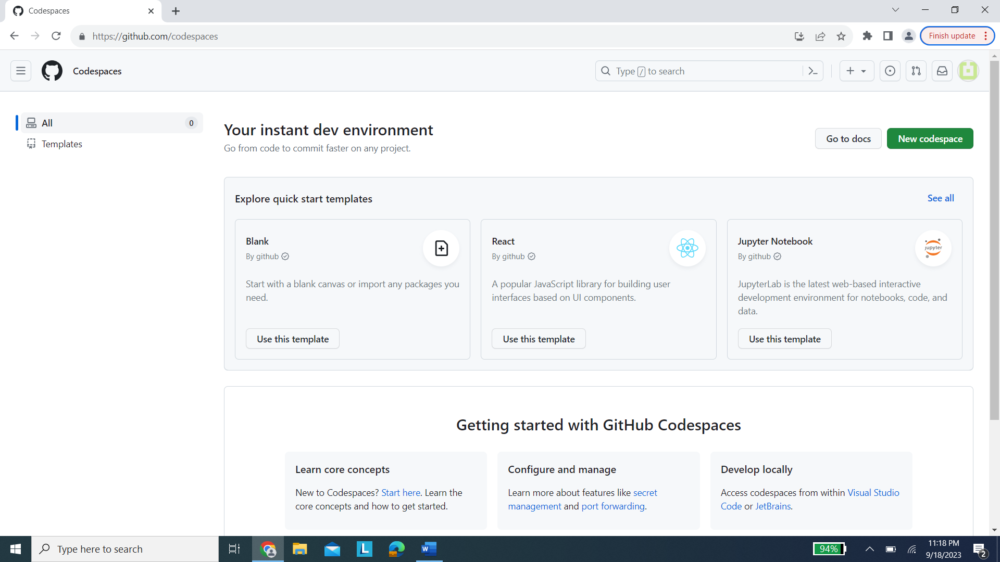 Codespaces
https://github.com/codespaces
Finish update
Codespaces
Type / to search
All
0
Templates
Your instant dev environment
Go from code to commit faster on any project.
Go to docs
New codespace
Explore quick start templates
See all
Blank
By github
Start with a blank canvas or import any packages you
need.
Use this template
React
By github
A popular JavaScript library for building user
interfaces based on UI components.
Use this template
Jupyter Notebook
By github
jupyter
JupyterLab is the latest web-based interactive
development environment for notebooks, code, and
data.
Use this template
Getting started with GitHub Codespaces
Learn core concepts
New to Codespaces? Start here. Learn the
core concepts and how to get started.
Configure and manage
Learn more about features like secret
management and port forwarding.
Develop locally
Access codespaces from within Visual Studio
Code or JetBrains.
Type here to search
L
W
94%
11:18 PM
9/18/2023
2